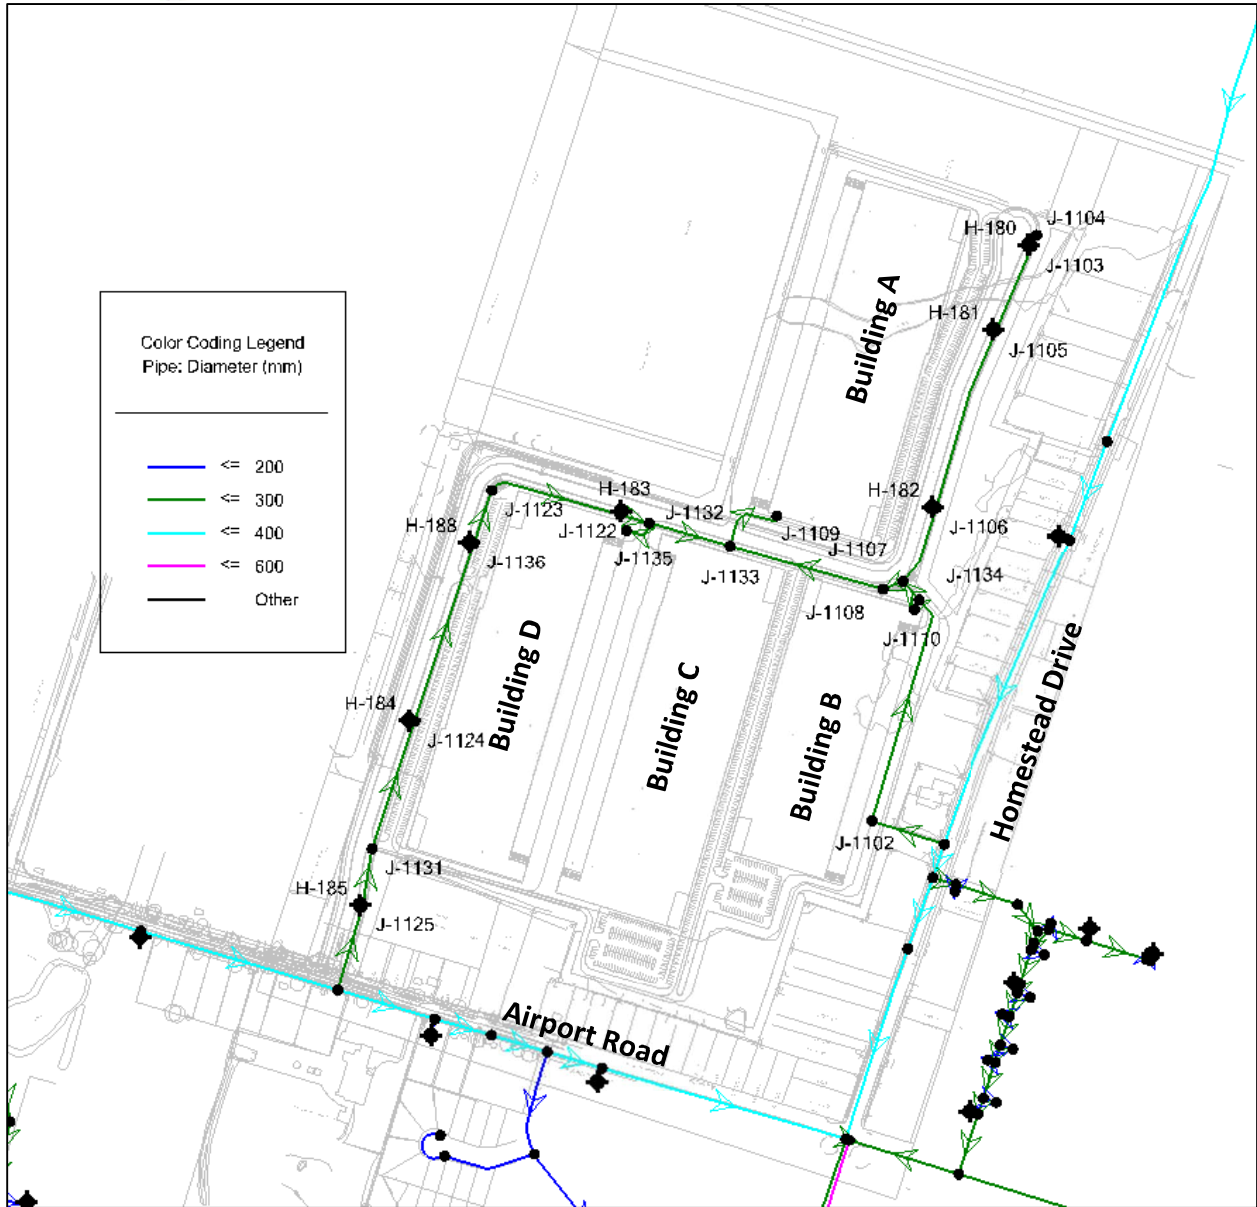 J-1104
H-180
J-1103
Building A
H-181
J-1105
Color Coding Legend
Pipe: Diameter (mm)
<= 200
<= 300
<= 400
<= 600
Other
H-182
H-183
J-1123
J-1132
J-1106
H-188
J-1122
J-1109
J-1107
J-1136
J-1135
J-1133
J-1134
J-1108
J-1110
Building D
Building C
Building B
Homestead Drive
H-184
J-1124
J-1102
J-1131
H-185
J-1125
Airport Road